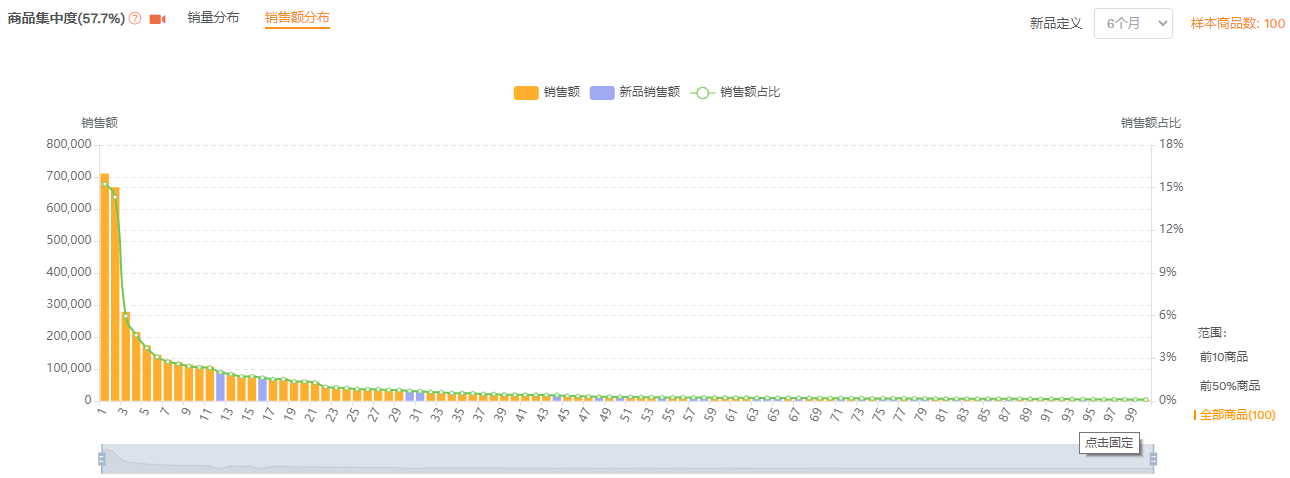 商品集中度(57.7%) ? 销量分布 销售额分布 新品定义 6个月 样本商品数: 100
销售额 新品销售额 销售额占比
销售额 销售额占比
800,000 18%
700,000 15%
600,000 12%
500,000 9%
400,000 6%
300,000 3%
200,000 0%
100,000
0
1 3 5 7 9 11 13 15 17 19 21 23 25 27 29 31 33 35 37 39 41 43 45 47 49 51 53 55 57 59 61 63 65 67 69 71 73 75 77 79 81 83 85 87 89 91 93 95 97 99
范围:
前10商品
前50%商品
全部商品(100)
点击固定